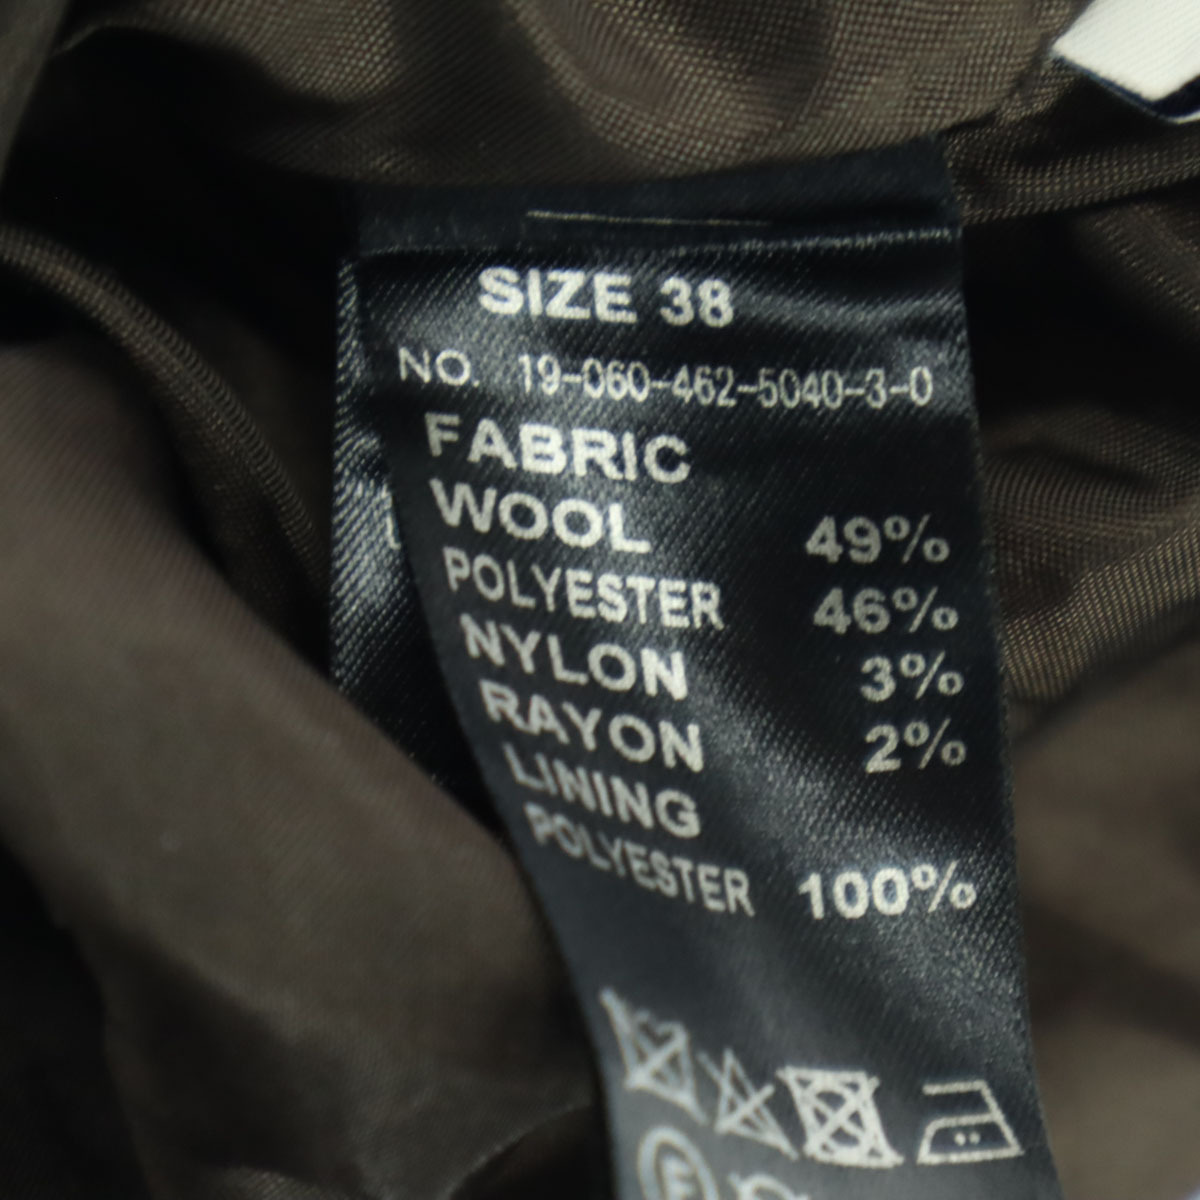 SIZE 38
NO. 19-060-462-5040-3-0
FABRIC
WOOL 49%
POLYESTER 46%
NYLON 3%
RAYON 2%
LINING
POLYESTER 100%
F